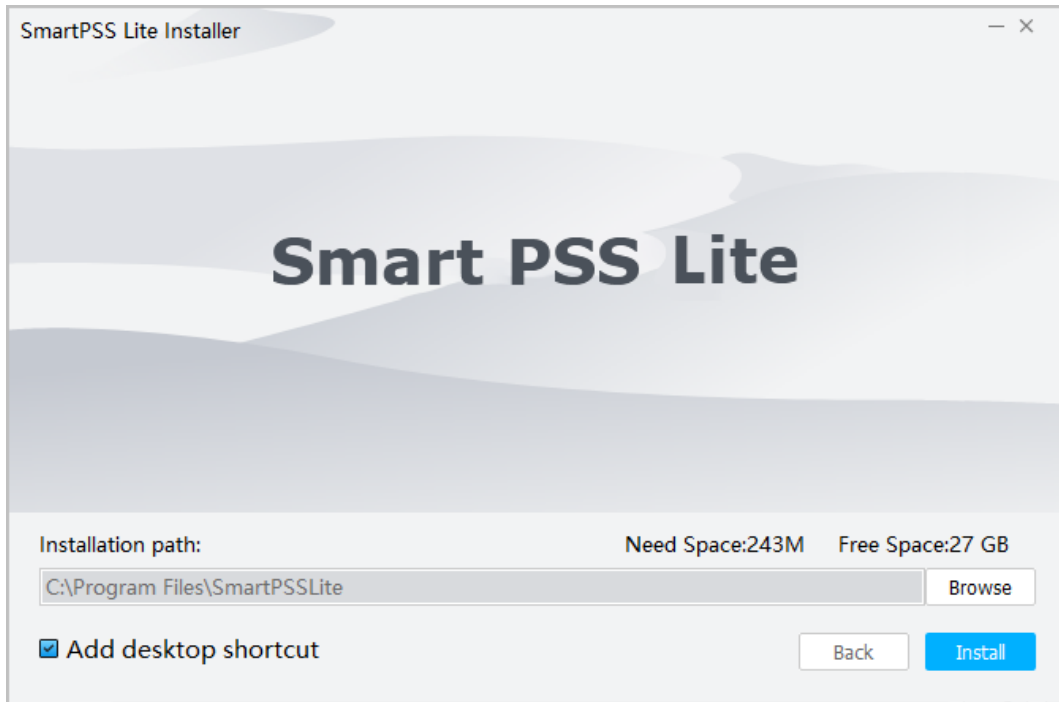 SmartPSS Lite Installer
Smart PSS Lite
Installation path: Need Space:243M Free Space:27 GB
C:\Program Files\SmartPSSLite Browse
Add desktop shortcut Back Install